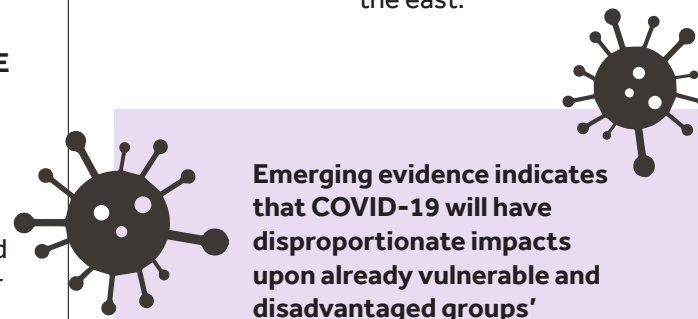 the east.
E
Emerging evidence indicates
that COVID-19 will have
disproportionate impacts
upon already vulnerable and
d
disadvantaged groups’